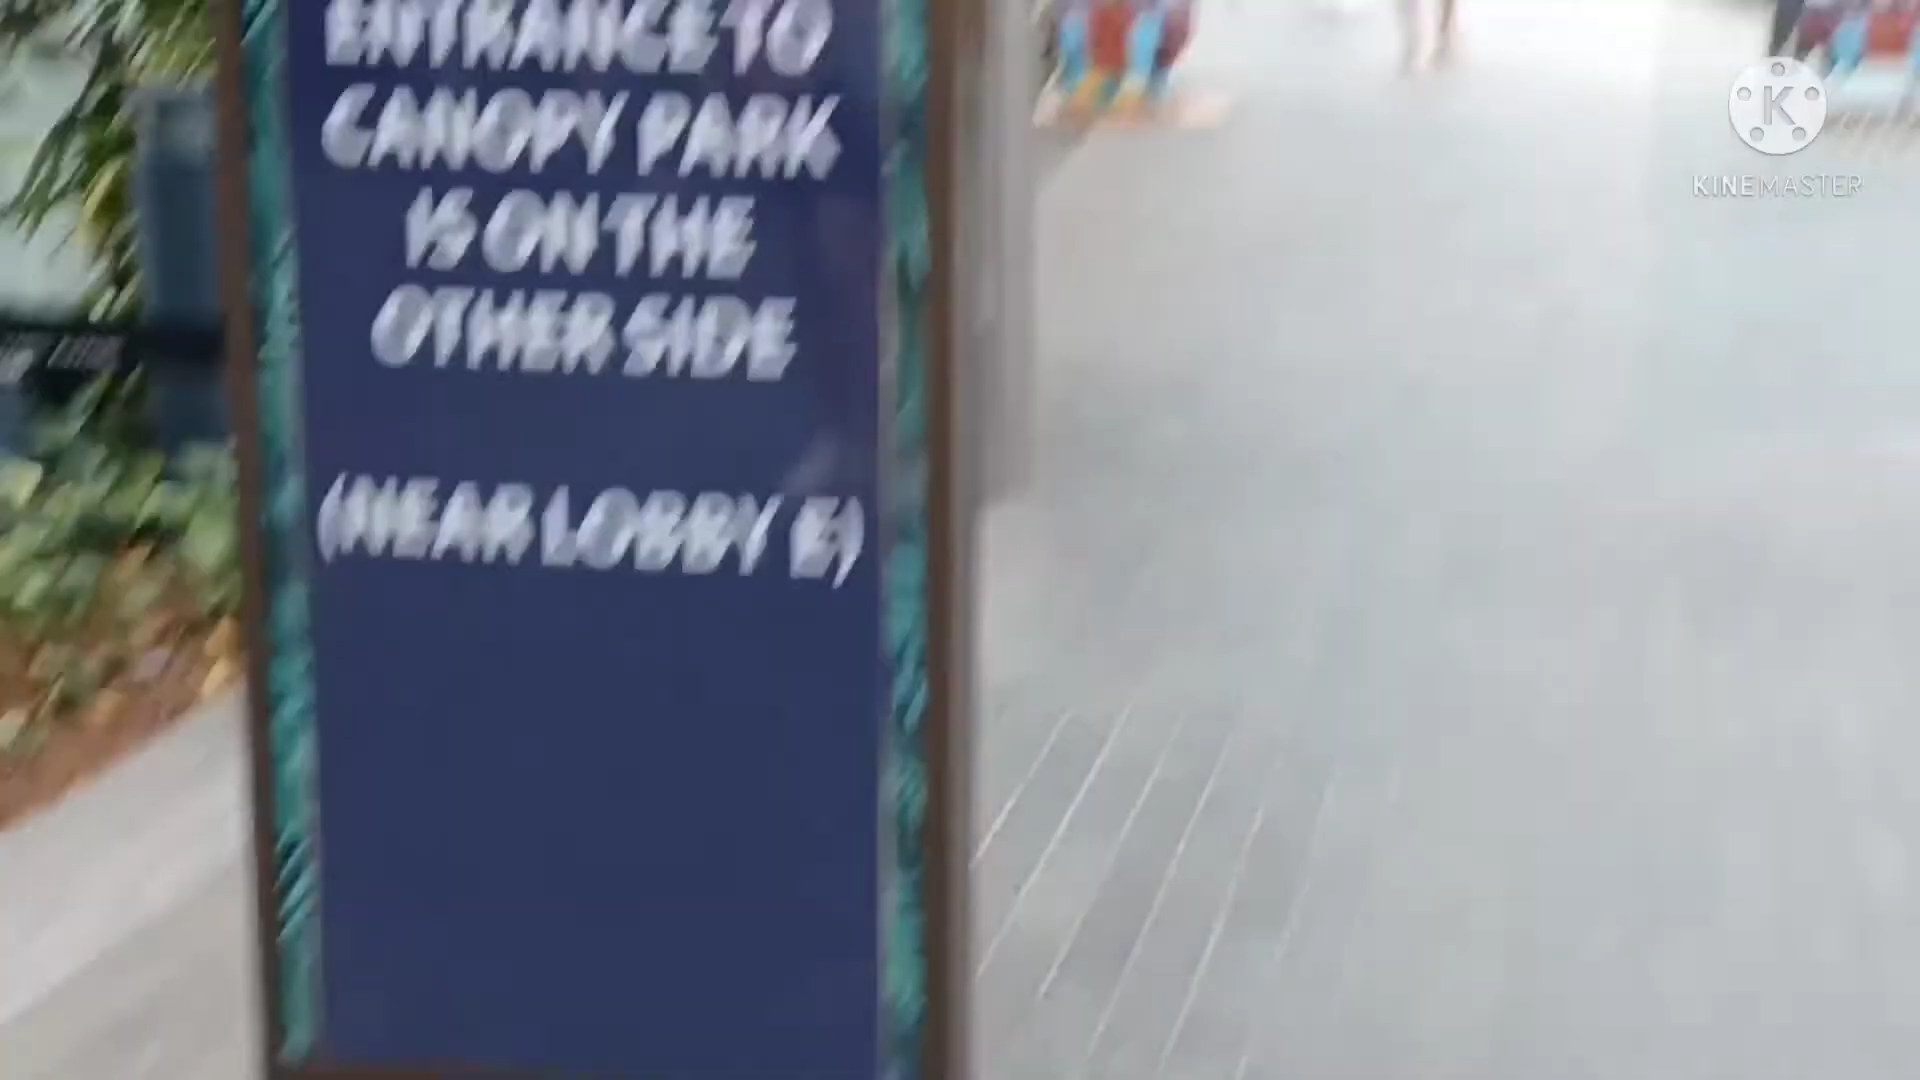 ENTRANCE TO
CANOPY PARK
IS ON THE
OTHER SIDE
(NEAR LOBBY E)
K
KINEMASTER